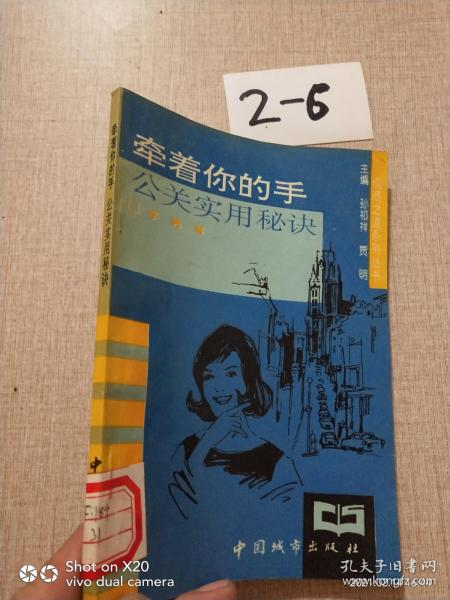 2-6
牵着你的手
公关实用秘诀
主编 孙祁祥 贾明
中国城市出版社
牵着你的手 公关实用秘诀
中
31
Shot on X20
vivo dual camera
孔夫子旧书网